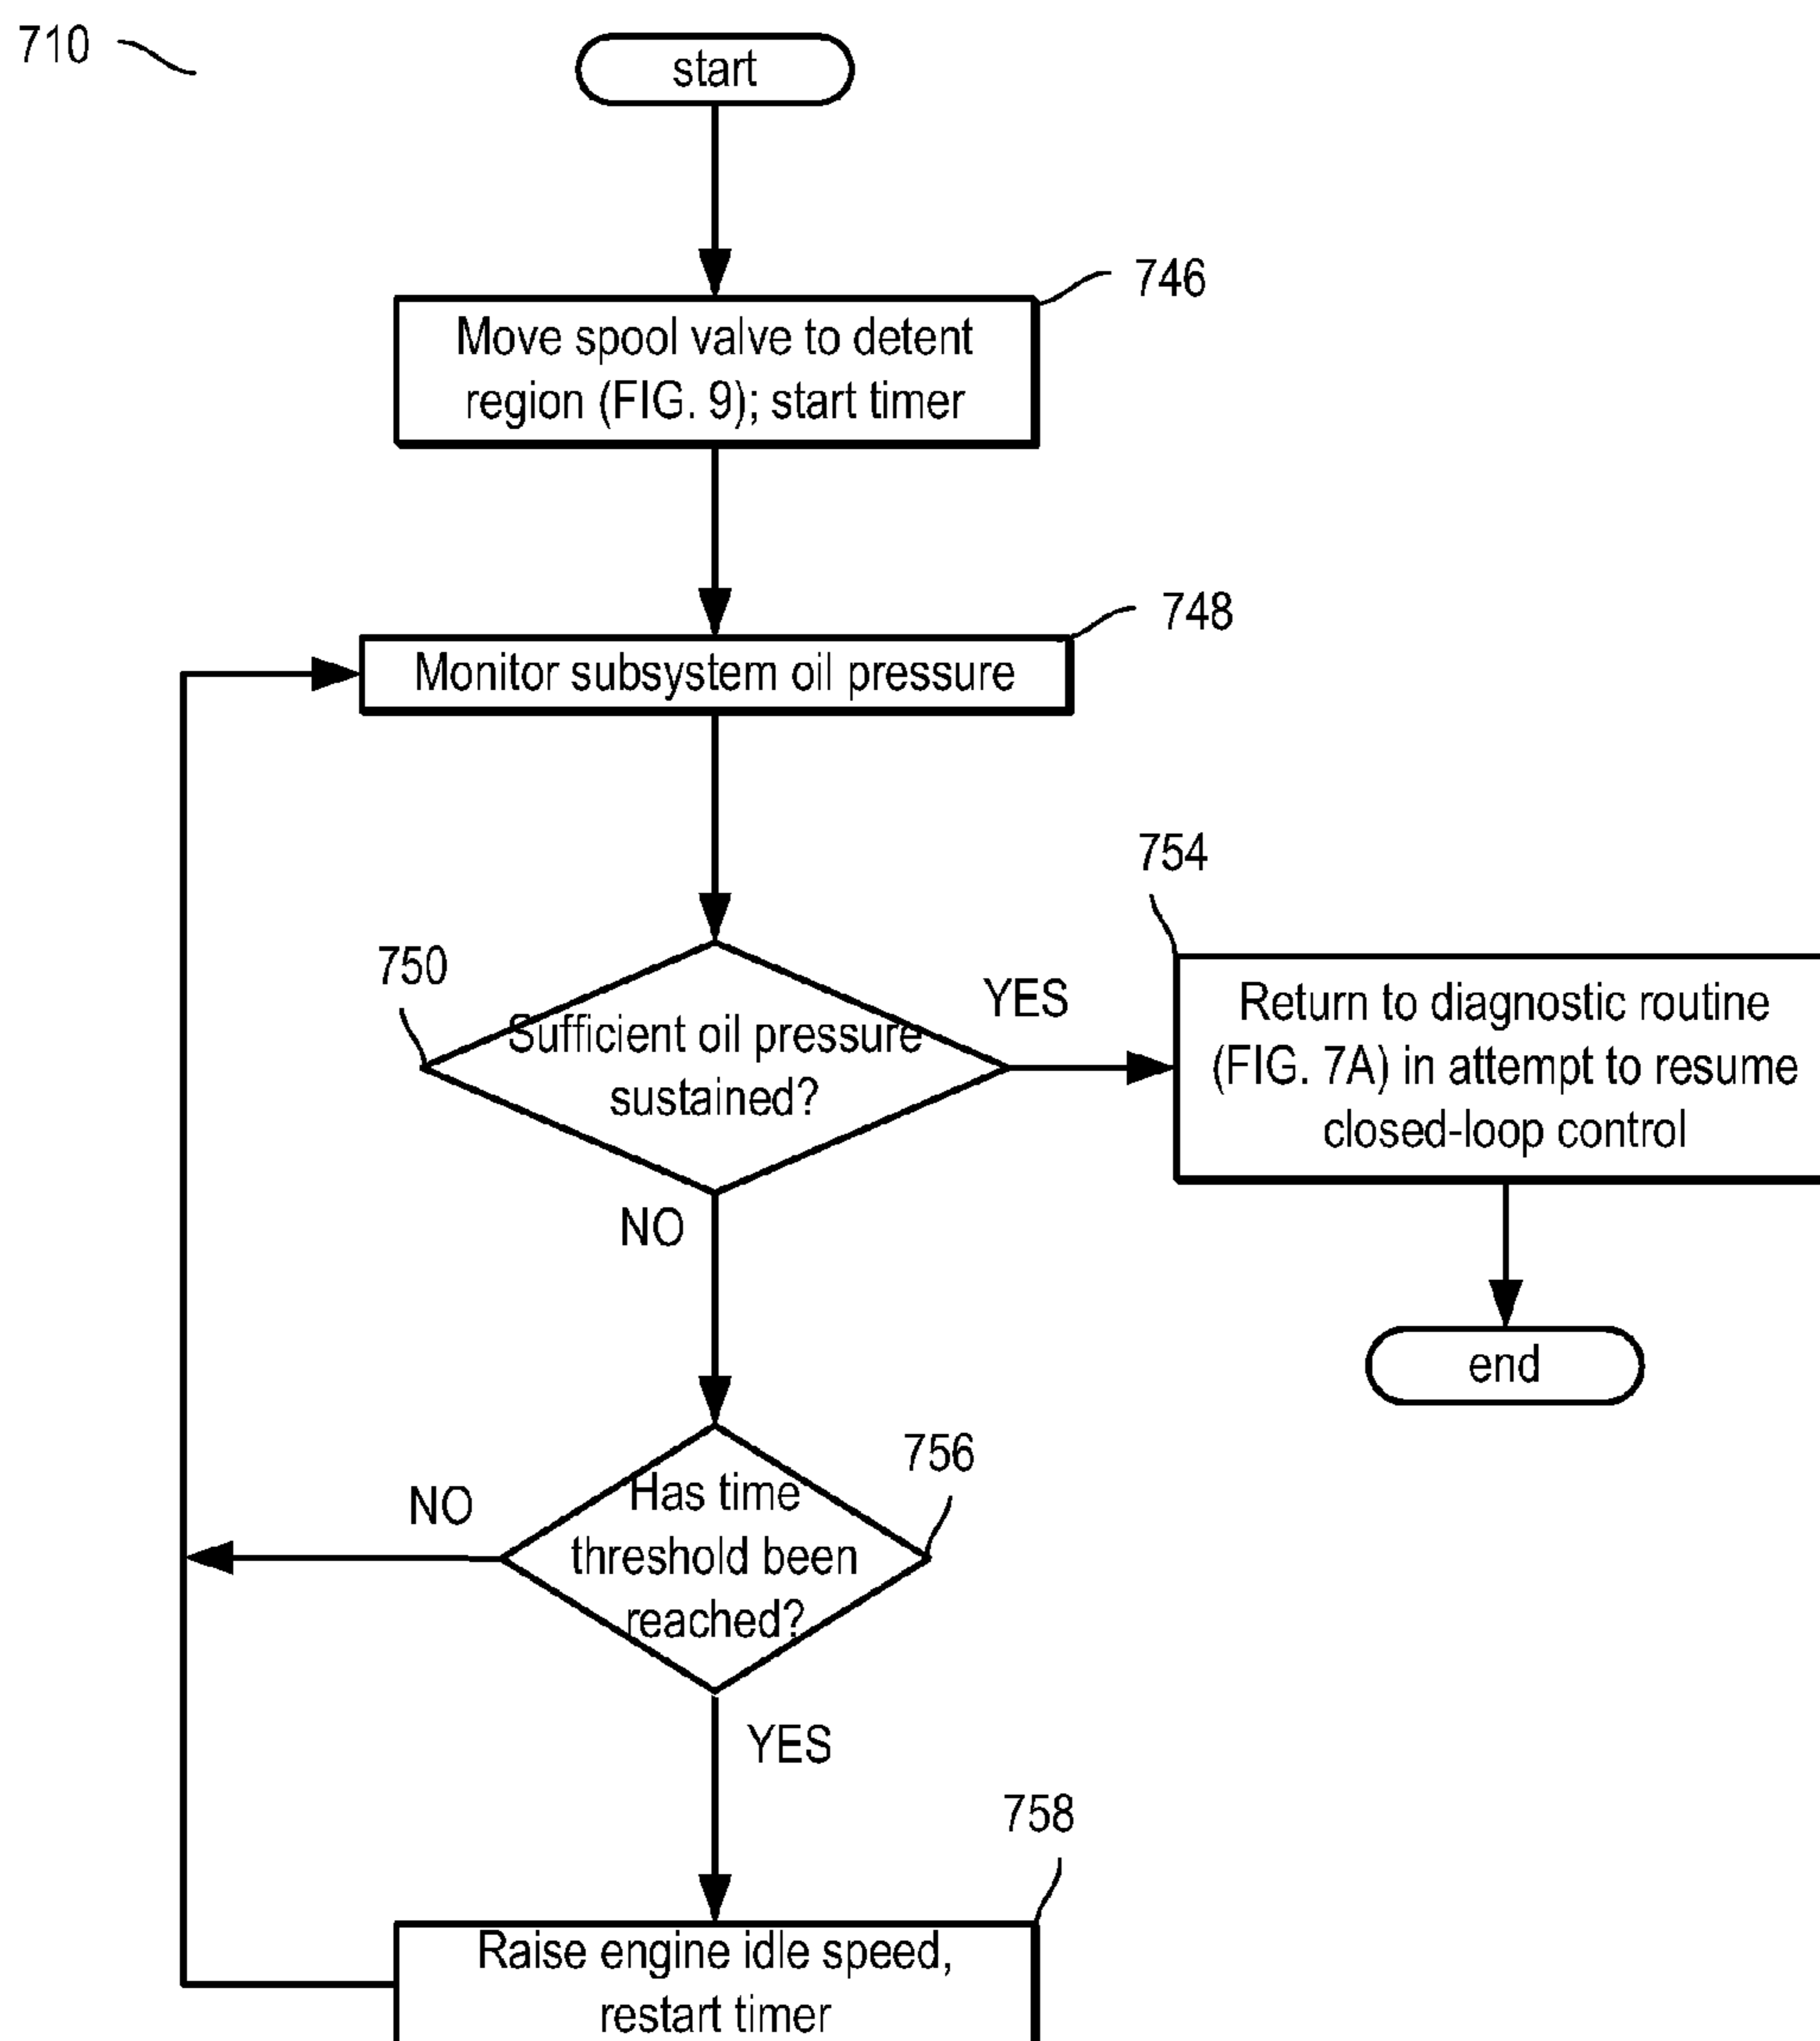 710
start
746
Move spool valve to detent
region (FIG. 9); start timer
748
Monitor subsystem oil pressure
754
750
YES
Return to diagnostic routine
(FIG. 7A) in attempt to resume
closed-loop control
Sufficient oil pressure
sustained?
NO
end
756
NO
Has time
threshold been
reached?
YES
758
Raise engine idle speed,
restart timer